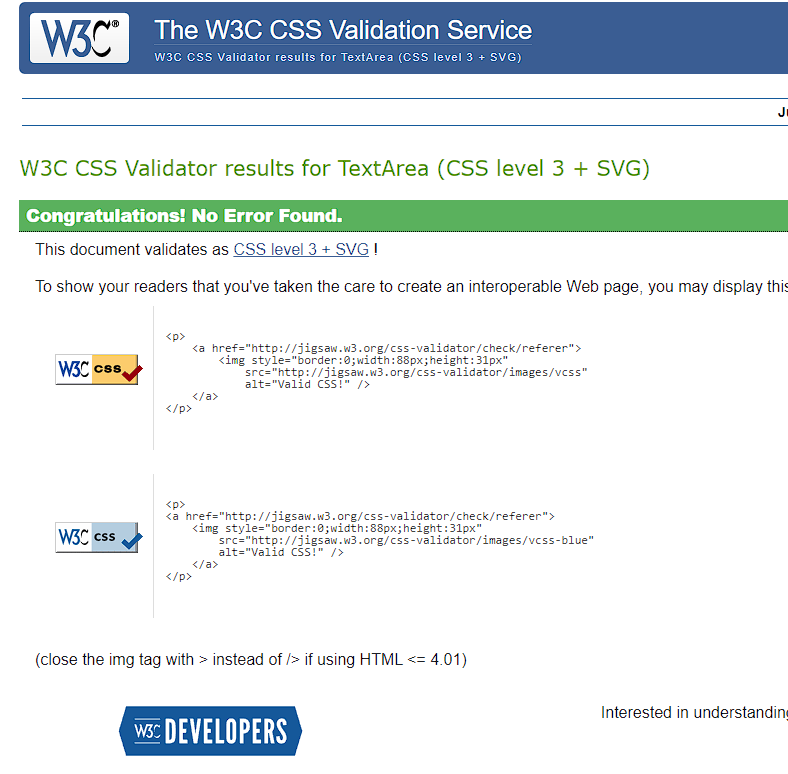 W3C®
The W3C CSS Validation Service
W3C CSS Validator results for TextArea (CSS level 3 + SVG)
W3C CSS Validator results for TextArea (CSS level 3 + SVG)
Congratulations! No Error Found.
This document validates as CSS level 3 + SVG !
To show your readers that you've taken the care to create an interoperable Web page, you may display this
W3C css
<p>
<a href="http://jigsaw.w3.org/css-validator/check/referer">
<img style="border:0;width:88px;height:31px"
src="http://jigsaw.w3.org/css-validator/images/vcss"
alt="Valid CSS!" />
</a>
</p>
W3C css
<p>
<a href="http://jigsaw.w3.org/css-validator/check/referer">
<img style="border:0;width:88px;height:31px"
src="http://jigsaw.w3.org/css-validator/images/vcss-blue"
alt="Valid CSS!" />
</a>
</p>
(close the img tag with > instead of /> if using HTML <= 4.01)
W3C DEVELOPERS
Interested in understanding